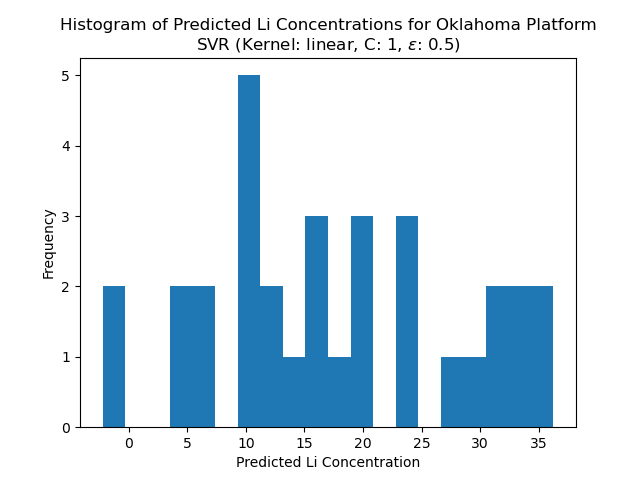 Histogram of Predicted Li Concentrations for Oklahoma Platform
SVR (Kernel: linear, C: 1, ε: 0.5)
5
4
3
2
1
0
Frequency
0 5 10 15 20 25 30 35
Predicted Li Concentration